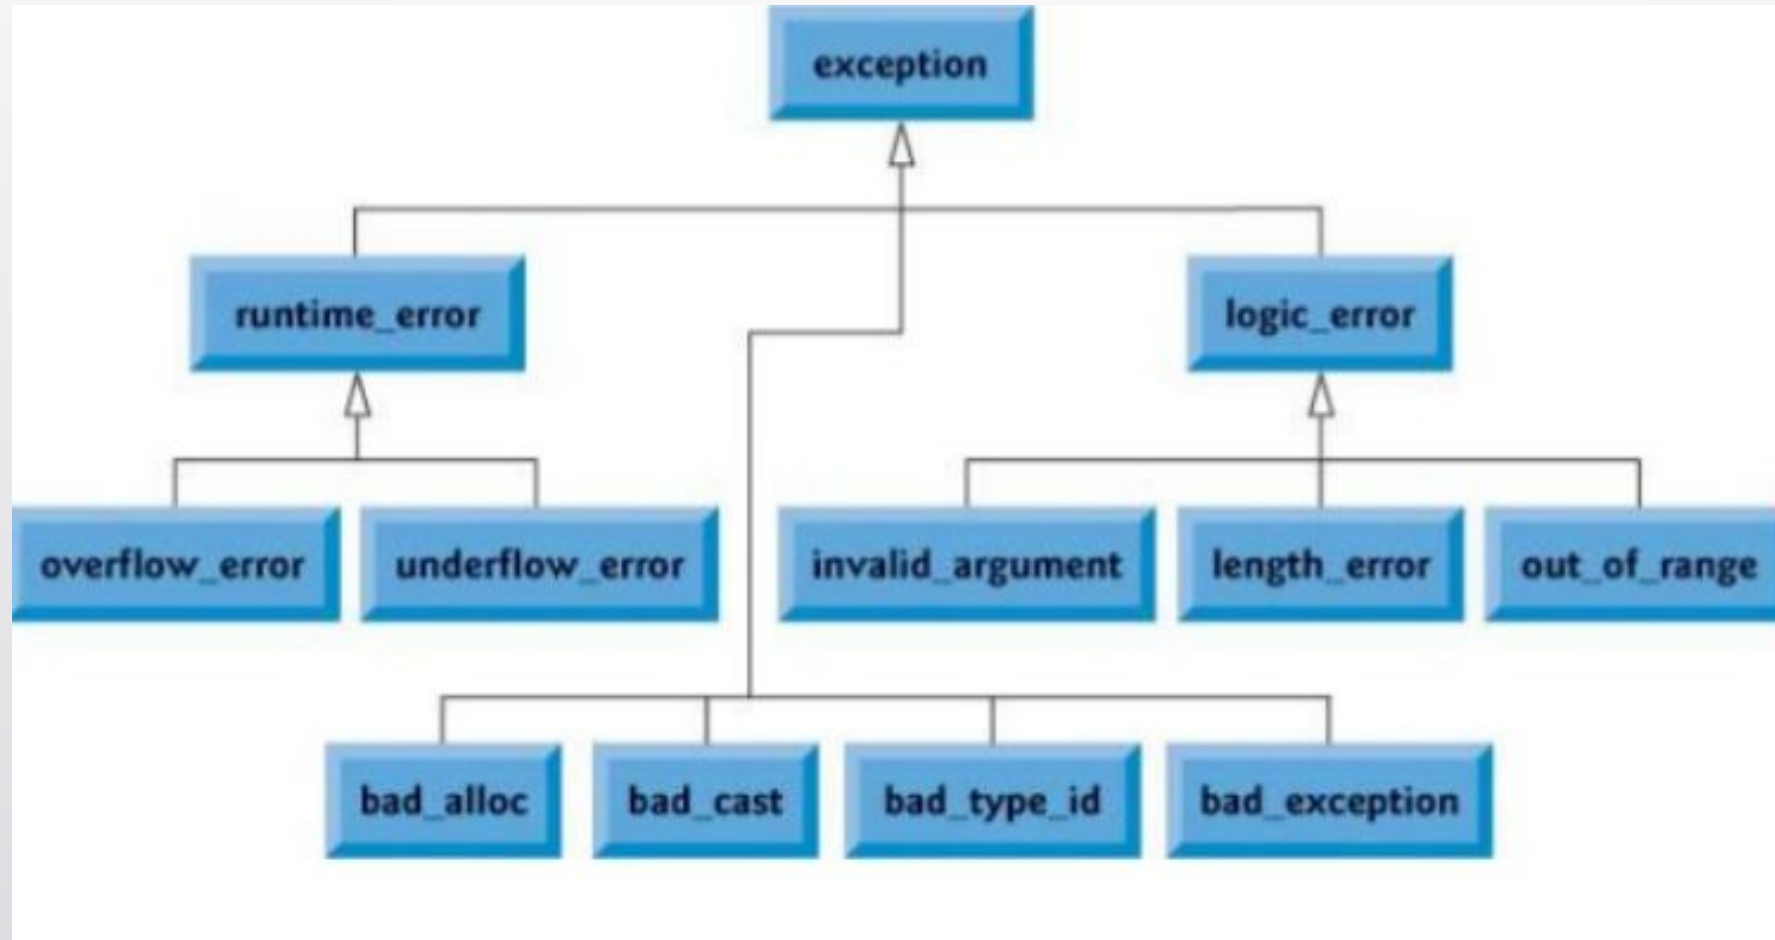 exception
runtime_error
logic_error
overflow_error
underflow_error
invalid_argument
length_error
out_of_range
bad_alloc
bad_cast
bad_type_id
bad_exception